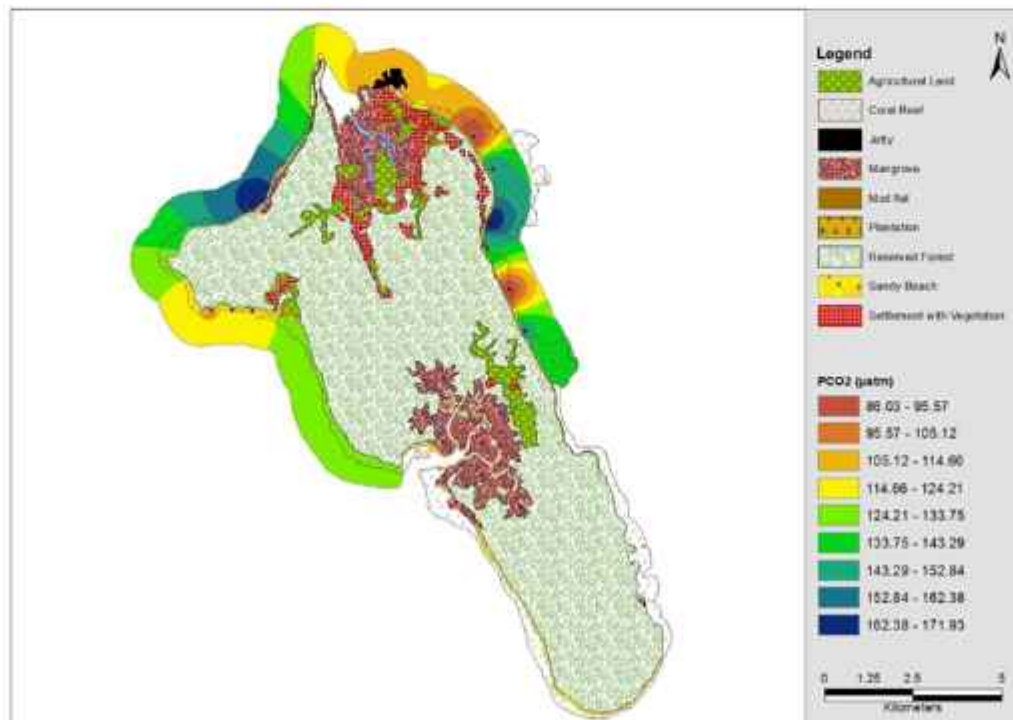 N
Legend
Agricultural Land
Coral Reef
Jetty
Mangrove
Mud flat
Plantation
Reserved Forest
Sandy Beach
Settlement with Vegetation
PCO2 (µatm)
86.03 - 95.57
95.57 - 105.12
105.12 - 114.66
114.66 - 124.21
124.21 - 133.75
133.75 - 143.29
143.29 - 152.84
152.84 - 162.38
162.38 - 171.93
0 1.25 2.5 5
Kilometers